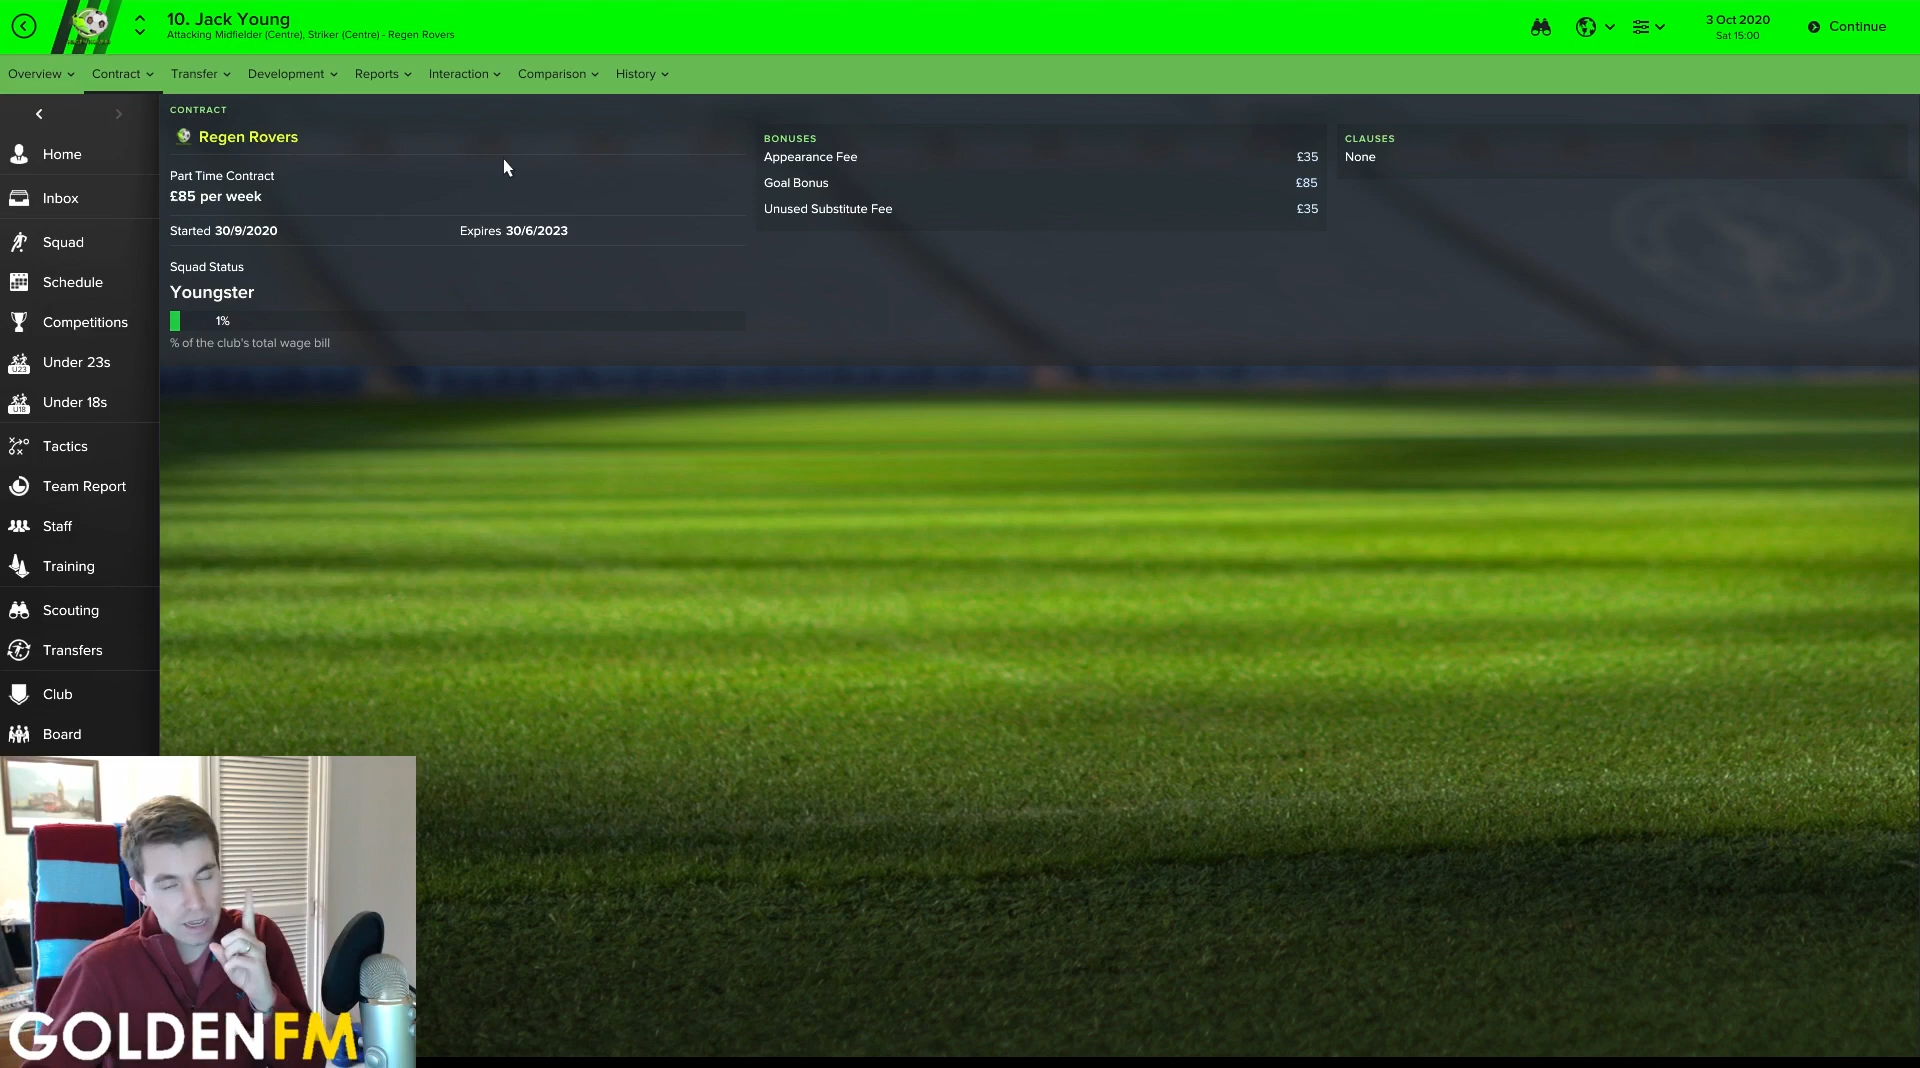 10. Jack Young
Attacking Midfielder (Centre), Striker (Centre) - Regen Rovers
3 Oct 2020
Sat 15:00
Continue
Overview
Contract
Transfer
Development
Reports
Interaction
Comparison
History
Home
Inbox
Squad
Schedule
Competitions
U23
Under 23s
U18
Under 18s
Tactics
Team Report
Staff
Training
Scouting
Transfers
Club
Board
CONTRACT
Regen Rovers
Part Time Contract
£85 per week
Started 30/9/2020
Expires 30/6/2023
Squad Status
Youngster
1%
% of the club's total wage bill
BONUSES
Appearance Fee £35
Goal Bonus £85
Unused Substitute Fee £35
CLAUSES
None
GOLDENFM